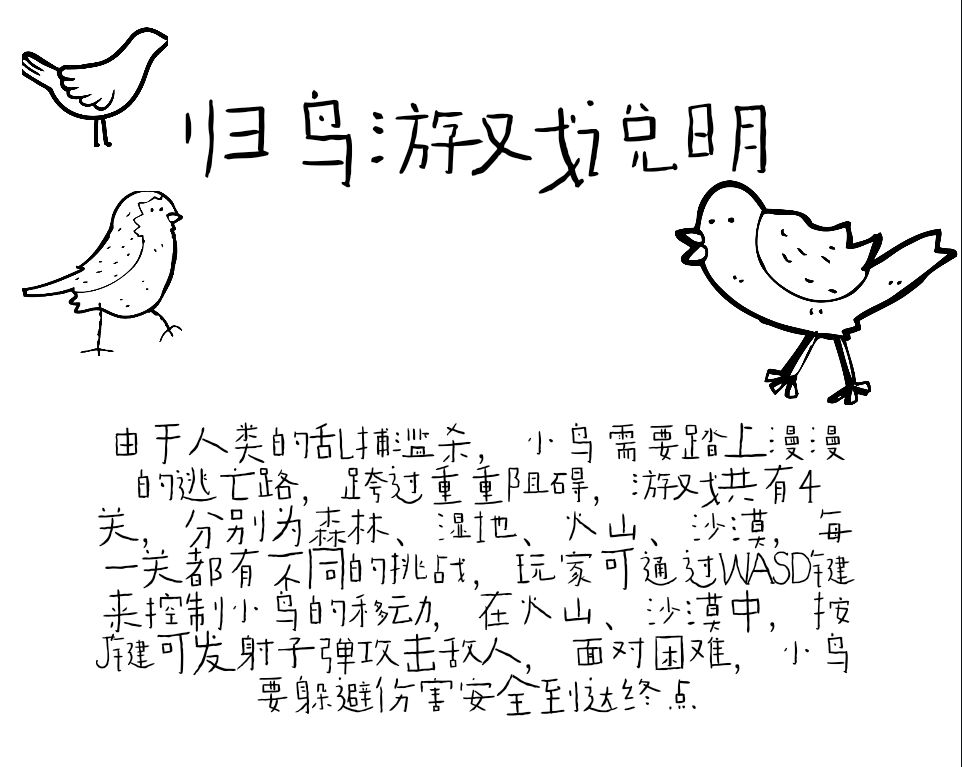 归鸟游戏说明
由于人类的乱捕滥杀，小鸟需要踏上漫漫
的逃亡路，跨过重重阻碍，游戏共有4
关，分别为森林、湿地、火山、沙漠，每
一关都有不同的挑战，玩家可通过WASD键
来控制小鸟的移动，在火山、沙漠中，按
J键可发射子弹攻击敌人，面对困难，小鸟
要躲避伤害安全到达终点.